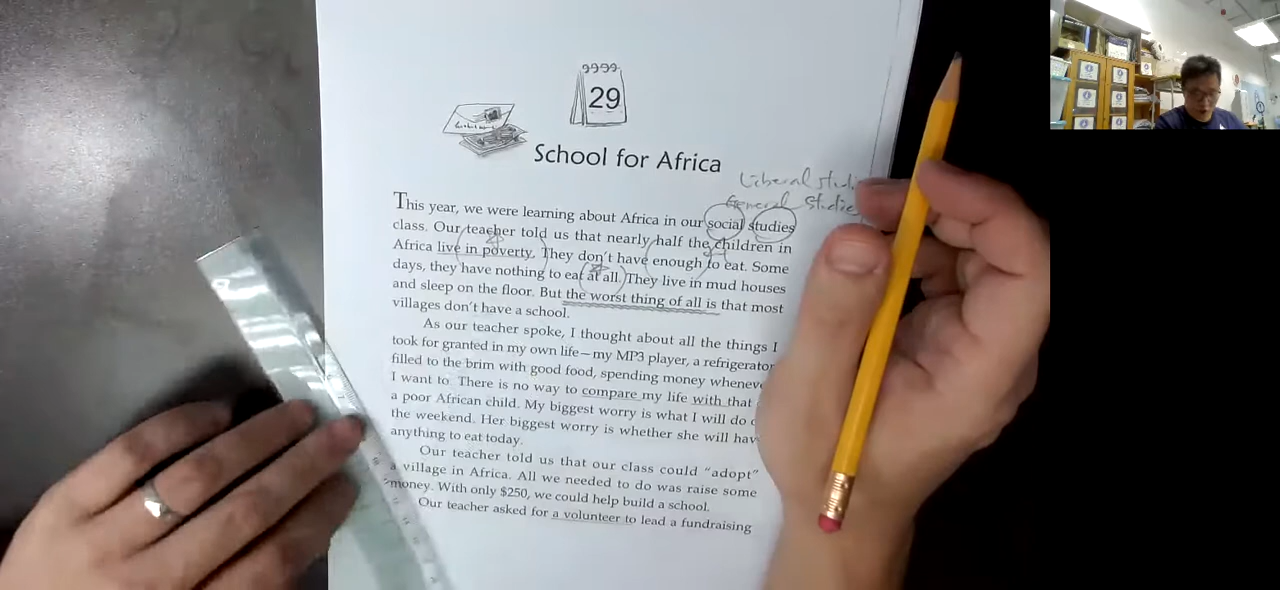 29
School for Africa
Liberal
General Studies
This year, we were learning about Africa in our social studies
class. Our teacher told us that nearly half the children in
Africa live in poverty. They don't have enough to eat. Some
days, they have nothing to eat at all. They live in mud houses
and sleep on the floor. But the worst thing of all is that most
villages don't have a school.
As our teacher spoke, I thought about all the things I
took for granted in my own life—my MP3 player, a refrigerator
filled to the brim with good food, spending money
I want to. There is no way to compare my life with that
a poor African child. My biggest worry is what I will do
the weekend. Her biggest worry is whether she will
anything to eat today.
Our teacher told us that our class could "adopt"
a village in Africa. All we needed to do was raise some
money. With only $250, we could help build a school.
Our teacher asked for a volunteer to lead a fundraising